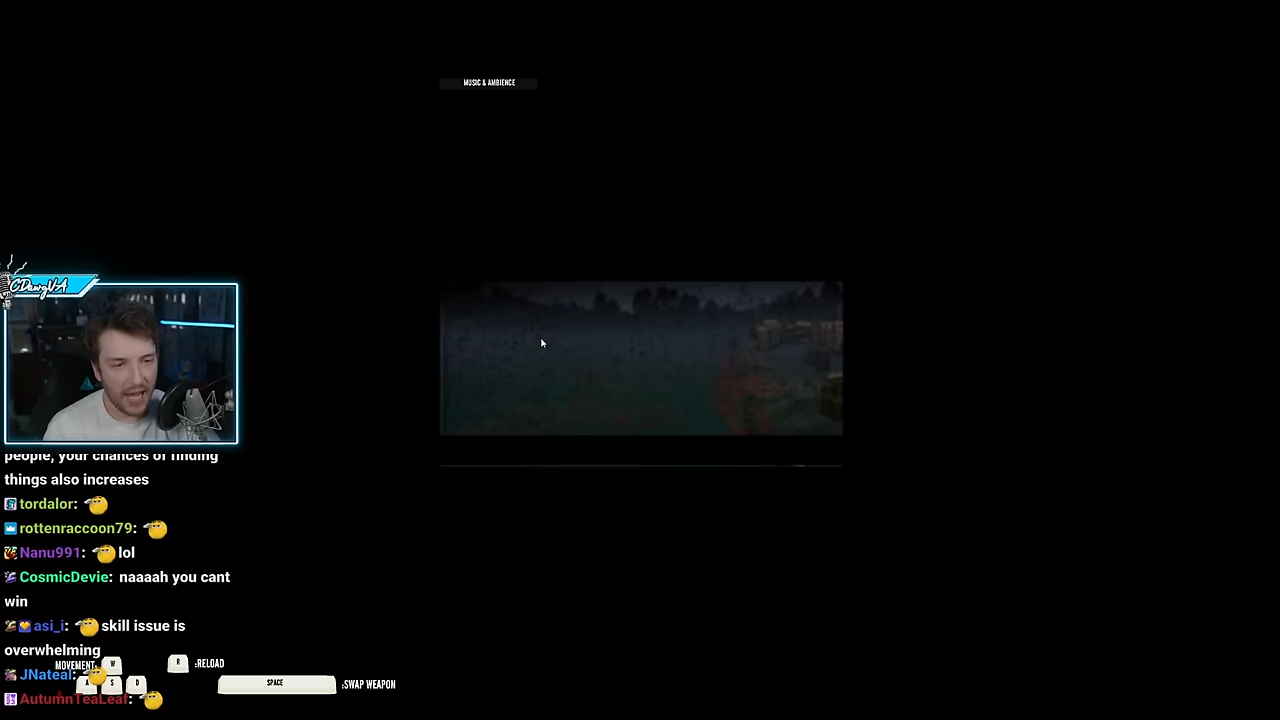 MUSIC & AMBIENCE
CDawgVA
people, your chances of finding
things also increases
tordalor:
rottenraccoon79:
Nanu991: lol
CosmicDevie: naaaah you cant
win
asi_i: skill issue is
overwhelming
MOVEMENT: W
R :RELOAD
JNateal:
A S D
SPACE :SWAP WEAPON
AutumnTeaLeaf: